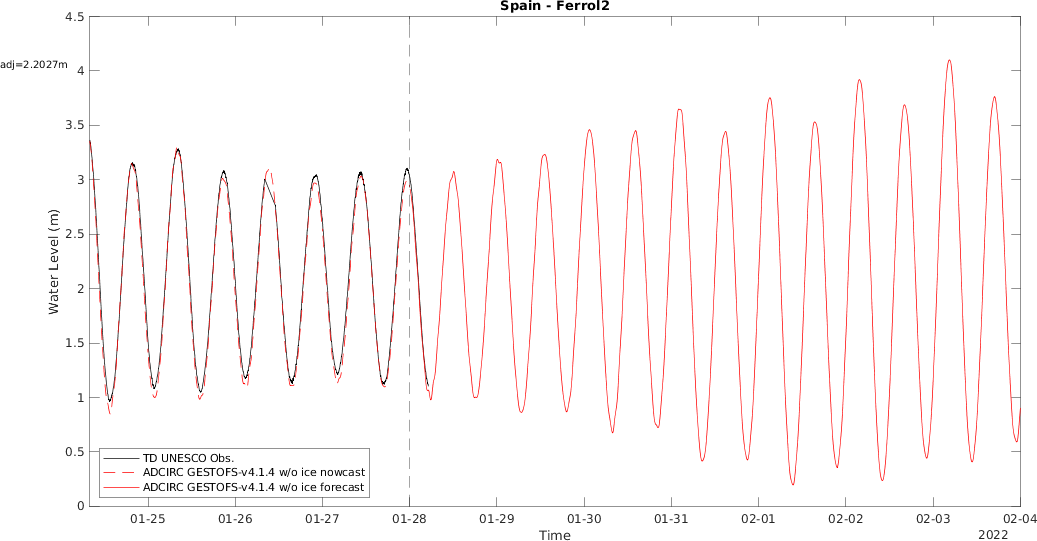 Spain - Ferrol2
adj=2.2027m
4.5
4
3.5
3
2.5
2
1.5
1
0.5
0
Water Level (m)
TD UNESCO Obs.
ADCIRC GESTOFS-v4.1.4 w/o ice nowcast
ADCIRC GESTOFS-v4.1.4 w/o ice forecast
01-25 01-26 01-27 01-28 01-29 01-30 01-31 02-01 02-02 02-03 02-04
Time
2022